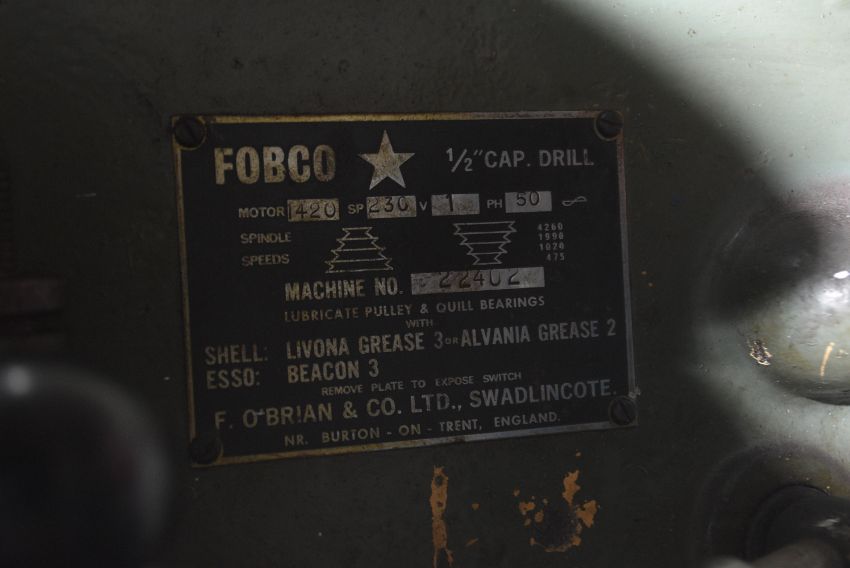 FOBCO ½" CAP. DRILL
MOTOR 1420 SP 230 V 1 PH 50 ∞
SPINDLE SPEEDS
4260
1990
1020
475
MACHINE NO. 22402
LUBRICATE PULLEY & QUILL BEARINGS
WITH
SHELL: LIVONA GREASE 3 OR ALVANIA GREASE 2
ESSO: BEACON 3
REMOVE PLATE TO EXPOSE SWITCH
F. O'BRIAN & CO. LTD., SWADLINCOTE.
NR. BURTON - ON - TRENT, ENGLAND.